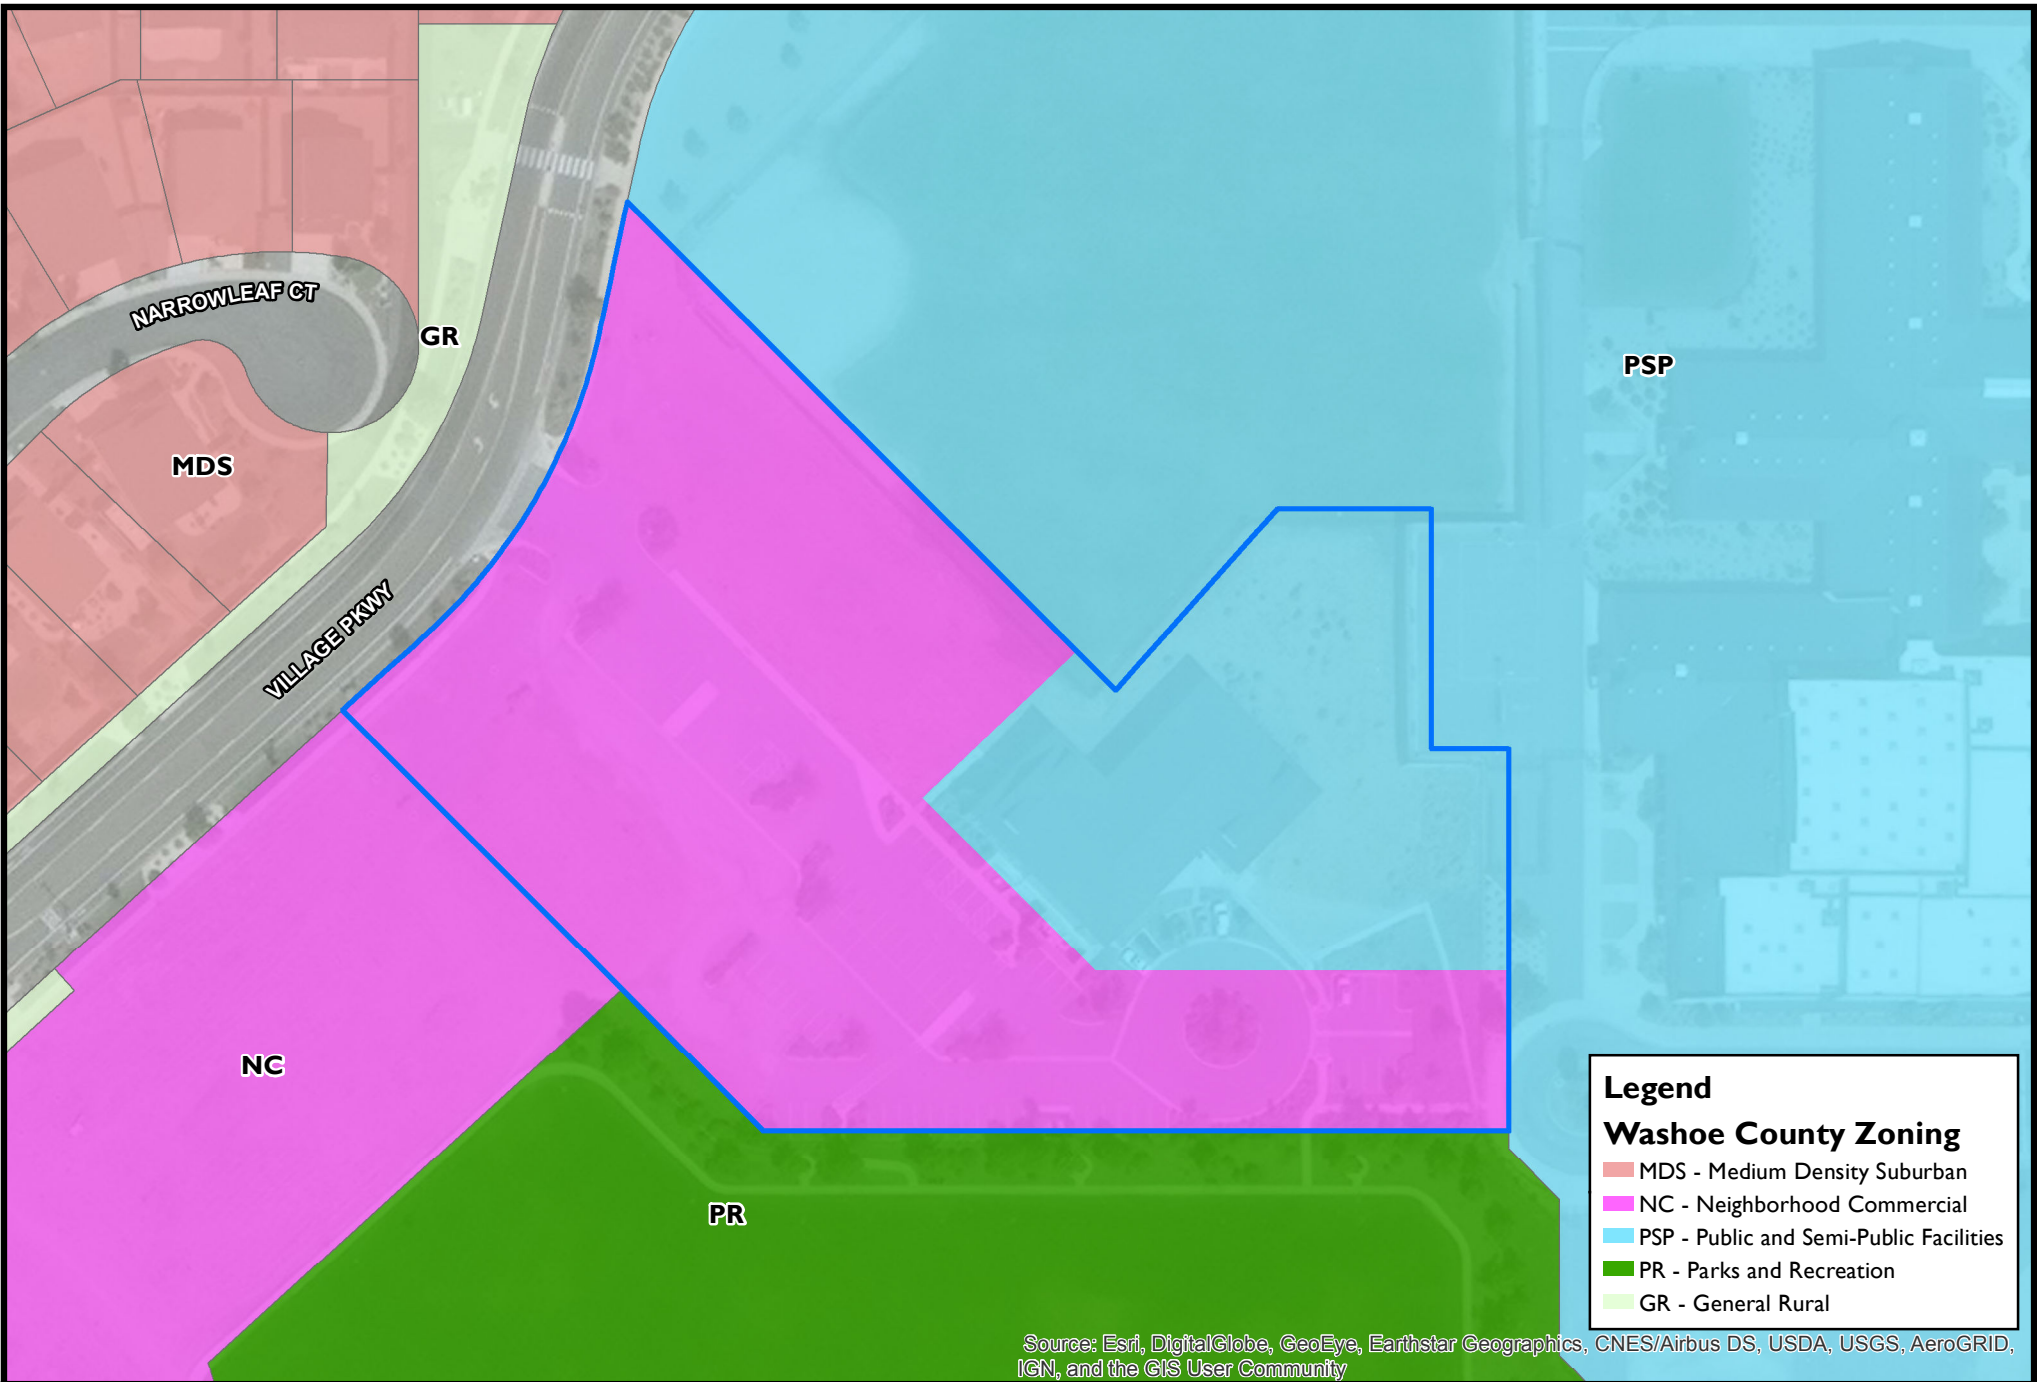 NARROWLEAF CT
GR
PSP
MDS
VILLAGE PKWY
NC
PR
Legend
Washoe County Zoning
MDS - Medium Density Suburban
NC - Neighborhood Commercial
PSP - Public and Semi-Public Facilities
PR - Parks and Recreation
GR - General Rural
Source: Esri, DigitalGlobe, GeoEye, Earthstar Geographics, CNES/Airbus DS, USDA, USGS, AeroGRID,
IGN, and the GIS User Community